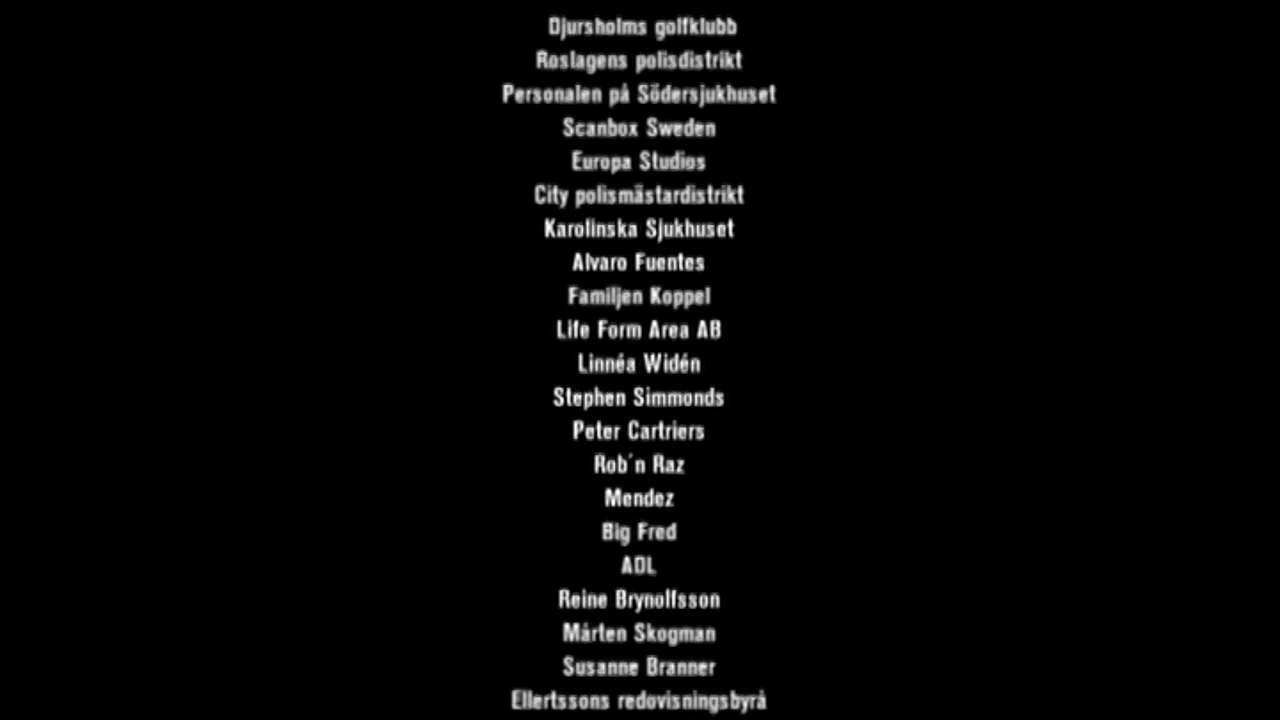 Djursholms golfklubb
Roslagens polisdistrikt
Personalen på Södersjukhuset
Scanbox Sweden
Europa Studios
City polismästardistrikt
Karolinska Sjukhuset
Alvaro Fuentes
Familjen Koppel
Life Form Area AB
Linnéa Widén
Stephen Simmonds
Peter Cartriers
Rob´n Raz
Mendez
Big Fred
ADL
Reine Brynolfsson
Mårten Skogman
Susanne Branner
Ellertssons redovisningsbyrå